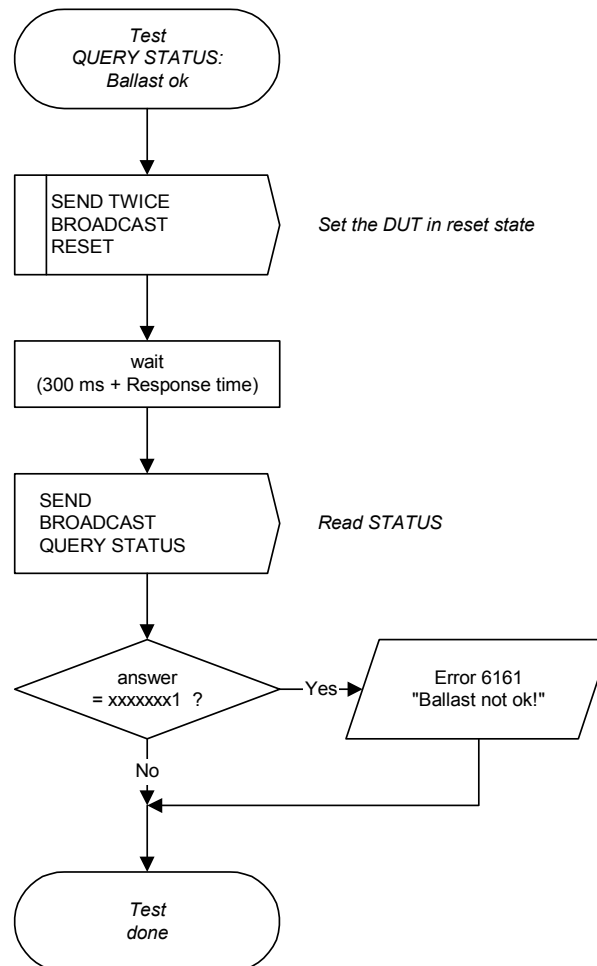 Test
QUERY STATUS:
Ballast ok
SEND TWICE
BROADCAST
RESET
Set the DUT in reset state
wait
(300 ms + Response time)
SEND
BROADCAST
QUERY STATUS
Read STATUS
answer
= xxxxxxx1 ?
Yes
Error 6161
"Ballast not ok!"
No
Test
done